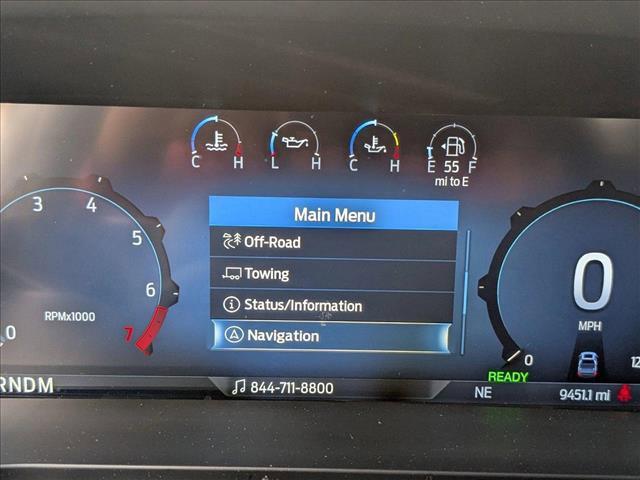 C H L H C H E 55 F
mi to E
Main Menu
Off-Road
Towing
Status/Information
Navigation
3 4 5 6 7
RPMx1000
0
0
MPH
0 12
READY
RNDM
844-711-8800
NE
9451.1 mi